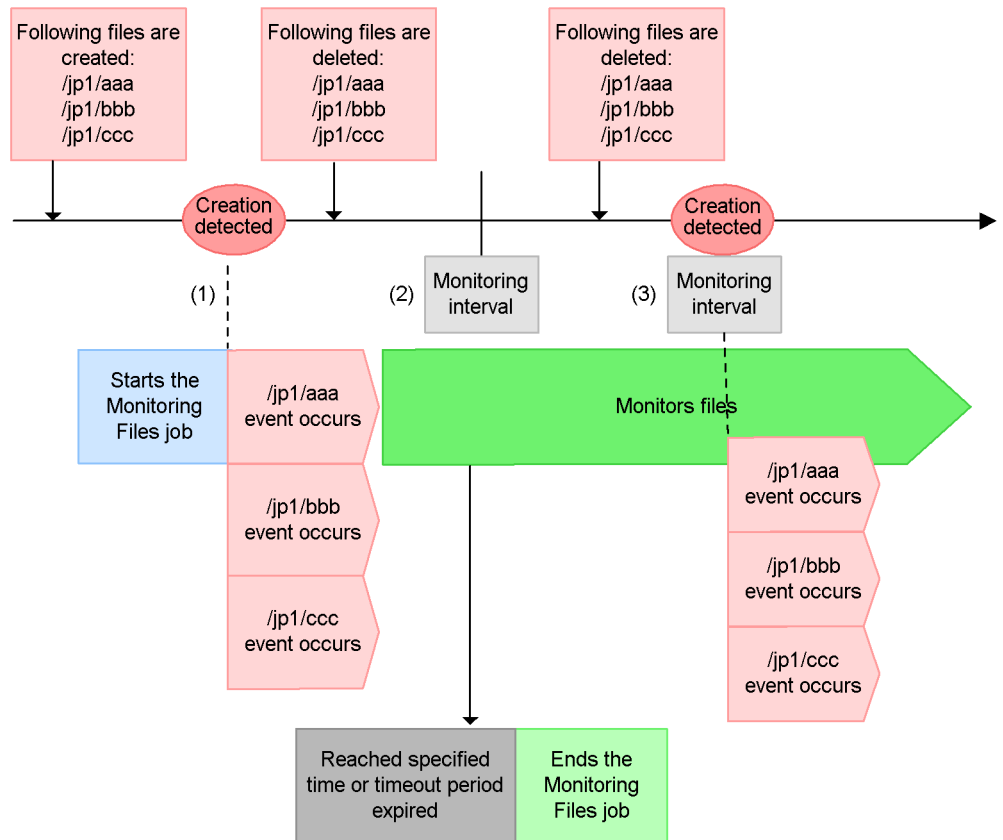 Following files are
created:
/jp1/aaa
/jp1/bbb
/jp1/ccc
Following files are
deleted:
/jp1/aaa
/jp1/bbb
/jp1/ccc
Following files are
deleted:
/jp1/aaa
/jp1/bbb
/jp1/ccc
Creation
detected
Creation
detected
(1)
(2)
Monitoring
interval
(3)
Monitoring
interval
Starts the
Monitoring
Files job
/jp1/aaa
event occurs
/jp1/bbb
event occurs
/jp1/ccc
event occurs
Monitors files
/jp1/aaa
event occurs
/jp1/bbb
event occurs
/jp1/ccc
event occurs
Reached specified
time or timeout period
expired
Ends the
Monitoring
Files job